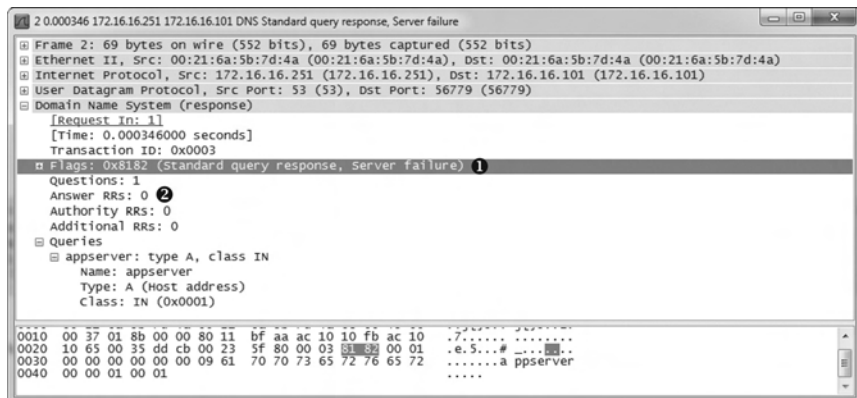 2 0.000346 172.16.16.251 172.16.16.101 DNS Standard query response, Server failure
Frame 2: 69 bytes on wire (552 bits), 69 bytes captured (552 bits)
Ethernet II, Src: 00:21:6a:5b:7d:4a (00:21:6a:5b:7d:4a), Dst: 00:21:6a:5b:7d:4a (00:21:6a:5b:7d:4a)
Internet Protocol, Src: 172.16.16.251 (172.16.16.251), Dst: 172.16.16.101 (172.16.16.101)
User Datagram Protocol, Src Port: 53 (53), Dst Port: 56779 (56779)
Domain Name System (response)
[Request In: 1]
[Time: 0.000346000 seconds]
Transaction ID: 0x0003
Flags: 0x8182 (Standard query response, Server failure) ❶
Questions: 1
Answer RRs: 0 ❷
Authority RRs: 0
Additional RRs: 0
Queries
appserver: type A, class IN
Name: appserver
Type: A (Host address)
Class: IN (0x0001)
0010 00 37 01 8b 00 00 80 11 bf aa ac 10 10 fb ac 10 .7...... ........
0020 10 65 00 35 dd cb 00 23 5f 80 00 03 81 82 00 01 .e.5...# _.......
0030 00 00 00 00 00 00 09 61 70 70 73 65 72 76 65 72 .......a ppserver
0040 00 00 01 00 01 .....